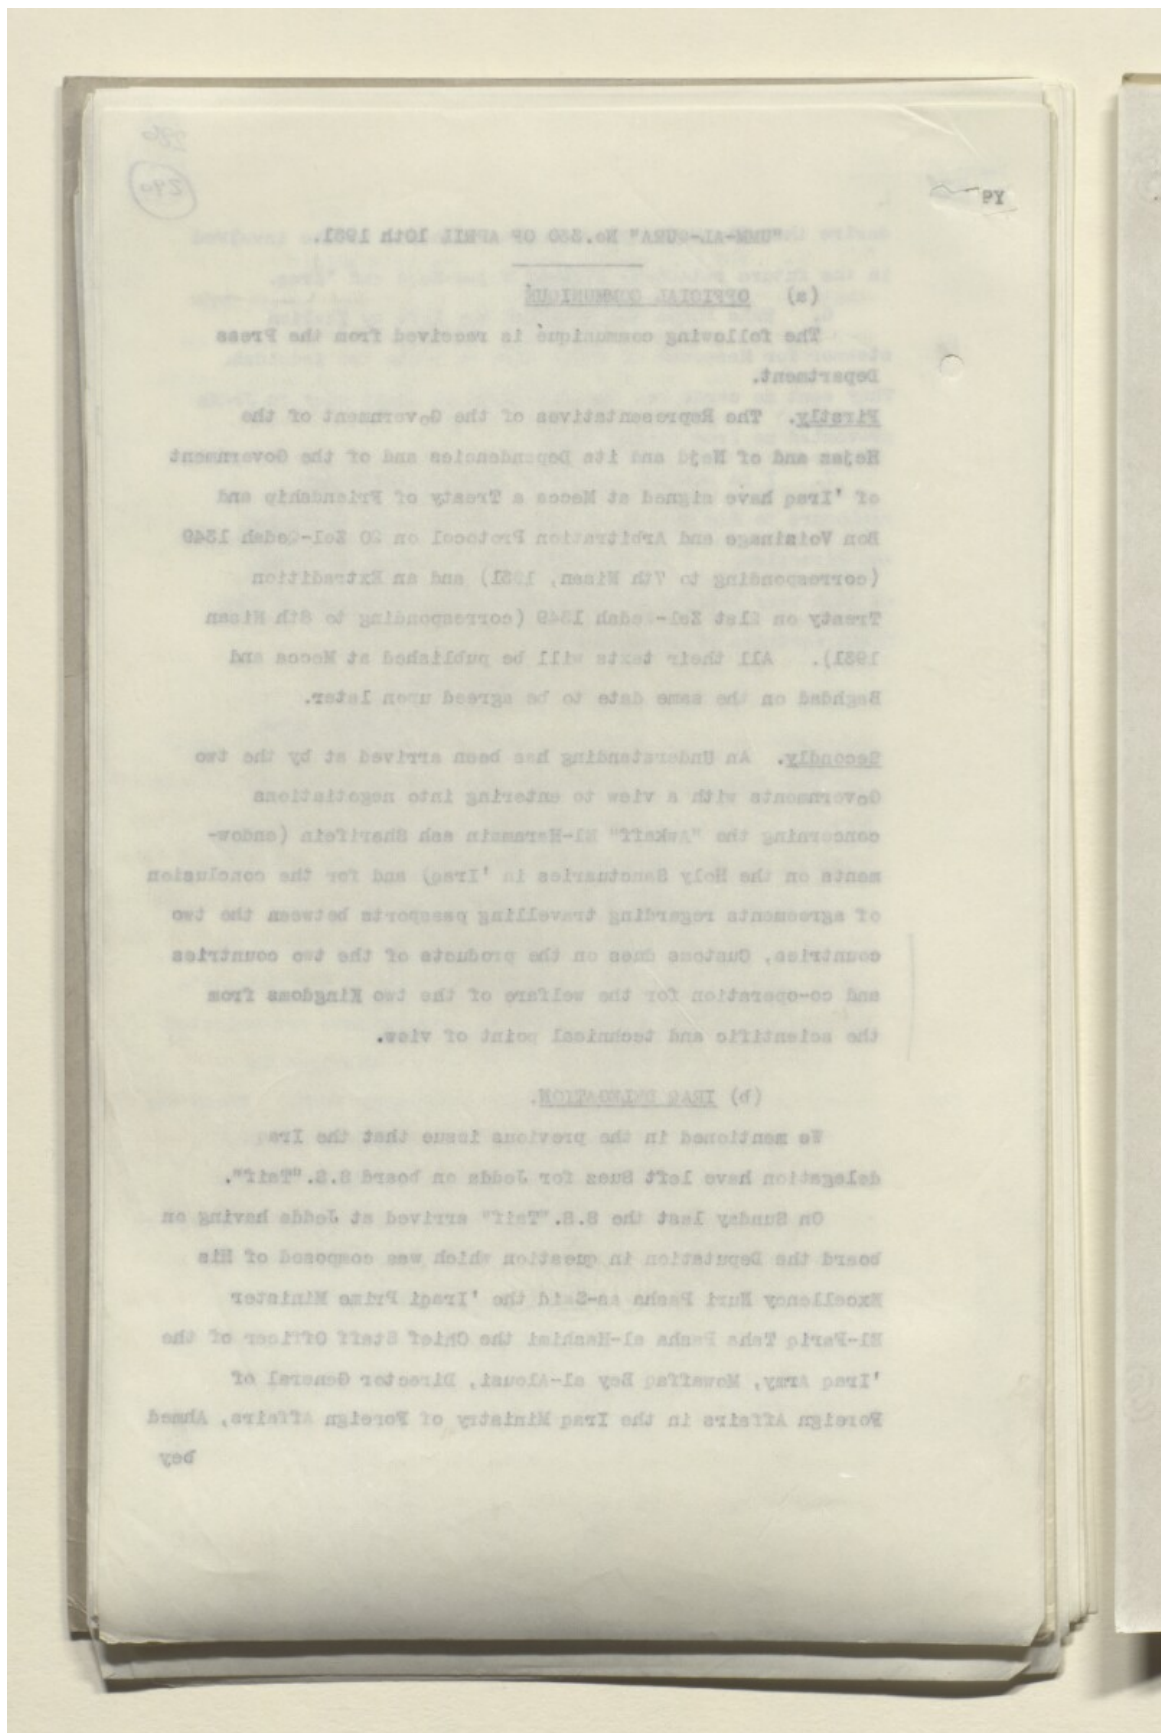 PY
290
"UMM-AL-QURA" No.330 OF APRIL 10th 1931.
(a) OFFICIAL COMMUNIQUÉ
The following communiqué is received from the Press
Department.
Firstly. The Representatives of the Government of the
Hejaz and of Nejd and its Dependencies and of the Government
of 'Iraq have signed at Mecca a Treaty of Friendship and
Bon Voisinage and Arbitration Protocol on 20 Zel-Qadah 1349
(corresponding to 7th Nisan, 1931) and an Extradition
Treaty on 21st Zel-Qadah 1349 (corresponding to 8th Nisan
1931). All their texts will be published at Mecca and
Baghdad on the same date to be agreed upon later.
Secondly. An Understanding has been arrived at by the two
Governments with a view to entering into negotiations
concerning the "Awkaff" El-Haramain ash Sharifein (endow-
ments on the Holy Sanctuaries in 'Iraq) and for the conclusion
of agreements regarding travelling passports between the two
countries, Customs dues on the products of the two countries
and co-operation for the welfare of the two Kingdoms from
the scientific and technical point of view.
(b) IRAQ DELEGATION.
We mentioned in the previous issue that the Iraq
delegation have left Suez for Jedda on board S.S."Taif".
On Sunday last the S.S."Taif" arrived at Jedda having on
board the Deputation in question which was composed of His
Excellency Nuri Pasha as-Said the 'Iraqi Prime Minister
El-Fariq Taha Pasha al-Hashimi the Chief Staff Officer of the
'Iraq Army, Mowaffaq Bey al-Alousi, Director General of
Foreign Affairs in the Iraq Ministry of Foreign Affairs, Ahmed
bey